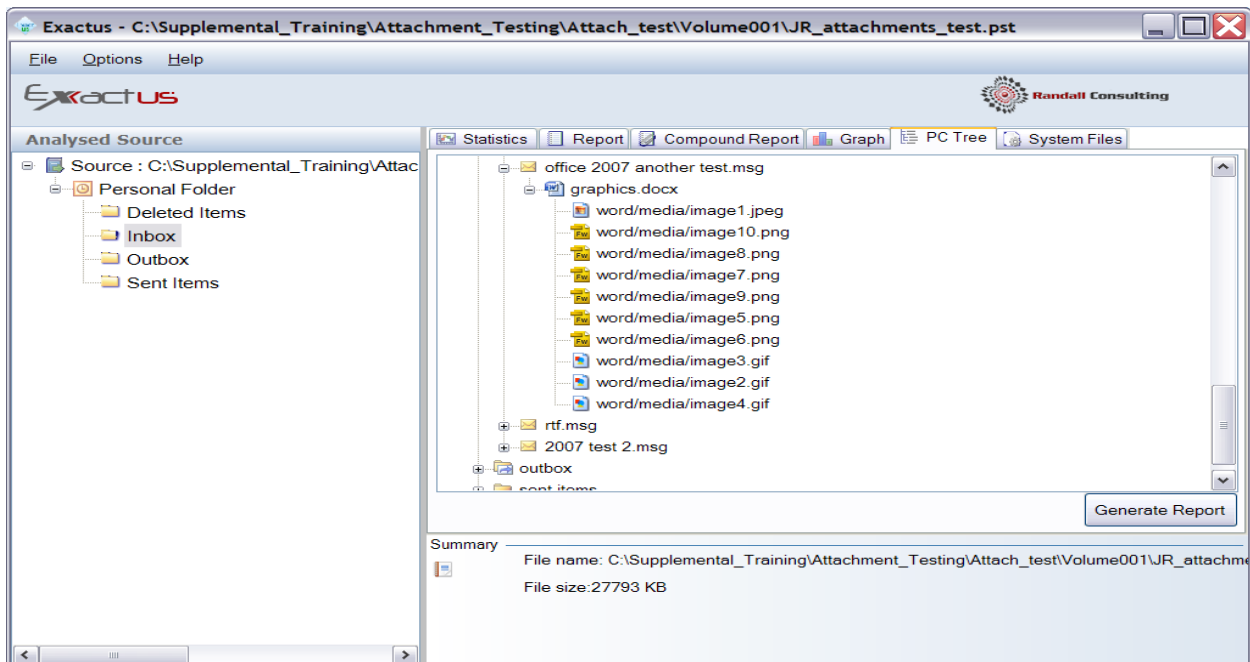 Exactus - C:\Supplemental_Training\Attachment_Testing\Attach_test\Volume001\JR_attachments_test.pst
File Options Help
Exactus
Randall Consulting
Analysed Source
Source : C:\Supplemental_Training\Attac
Personal Folder
Deleted Items
Inbox
Outbox
Sent Items
Statistics Report Compound Report Graph PC Tree System Files
office 2007 another test.msg
graphics.docx
word/media/image1.jpeg
word/media/image10.png
word/media/image8.png
word/media/image7.png
word/media/image9.png
word/media/image5.png
word/media/image6.png
word/media/image3.gif
word/media/image2.gif
word/media/image4.gif
rtf.msg
2007 test 2.msg
outbox
sent items
Generate Report
Summary
File name: C:\Supplemental_Training\Attachment_Testing\Attach_test\Volume001\JR_attachme
File size:27793 KB